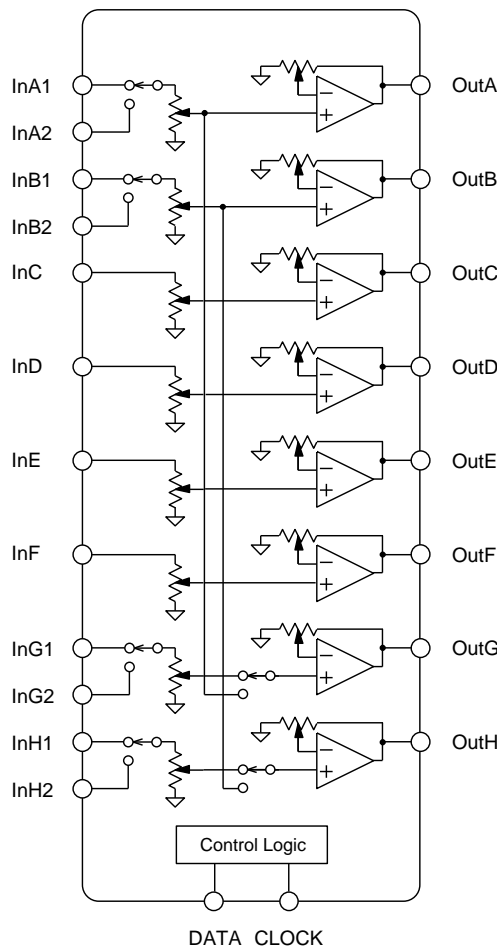 InA1 OutA
InA2
InB1 OutB
InB2
InC OutC
InD OutD
InE OutE
InF OutF
InG1 OutG
InG2
InH1 OutH
InH2
Control Logic
DATA CLOCK